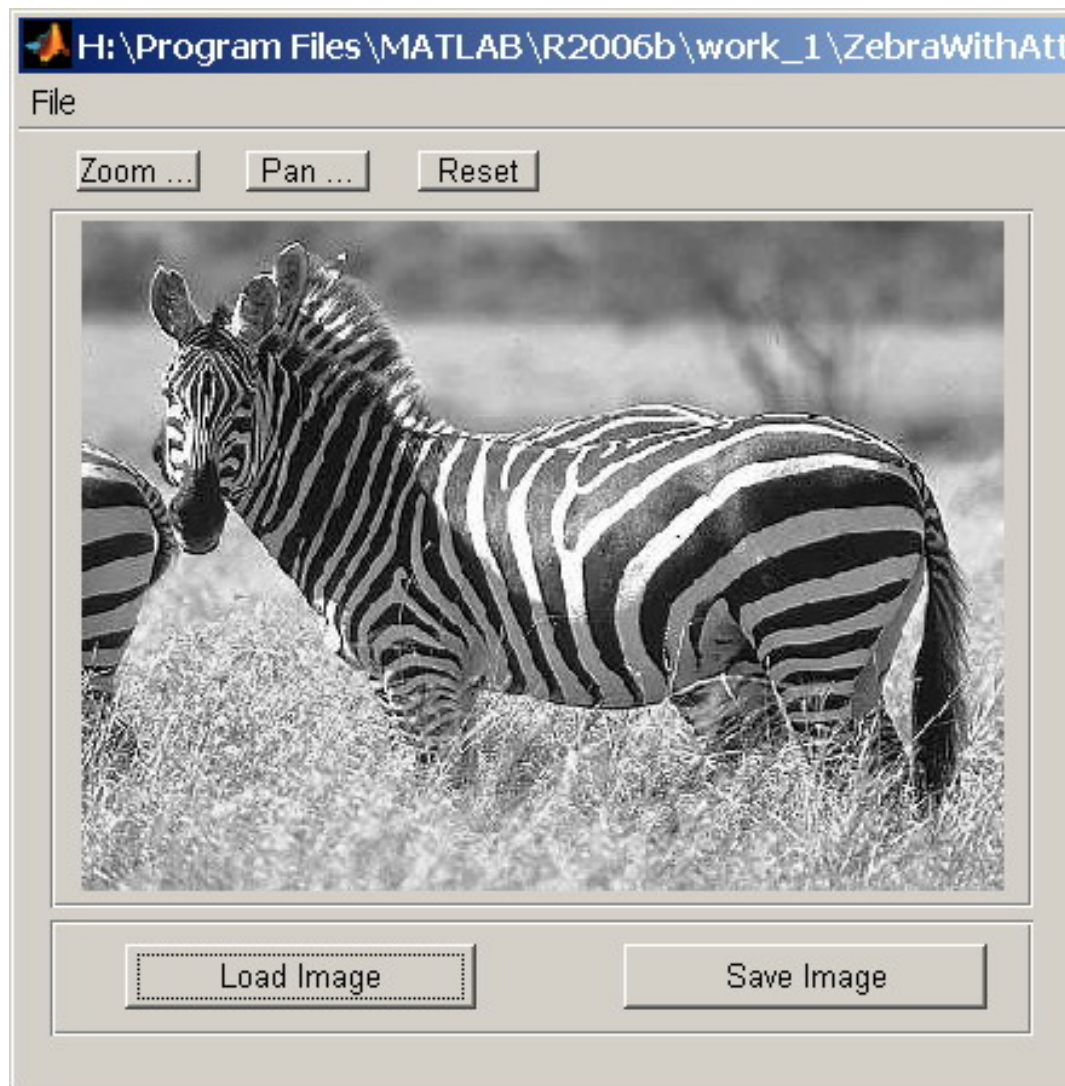 H:\Program Files\MATLAB\R2006b\work_1\ZebraWithAtt
File
Zoom ... Pan ... Reset
Load Image Save Image